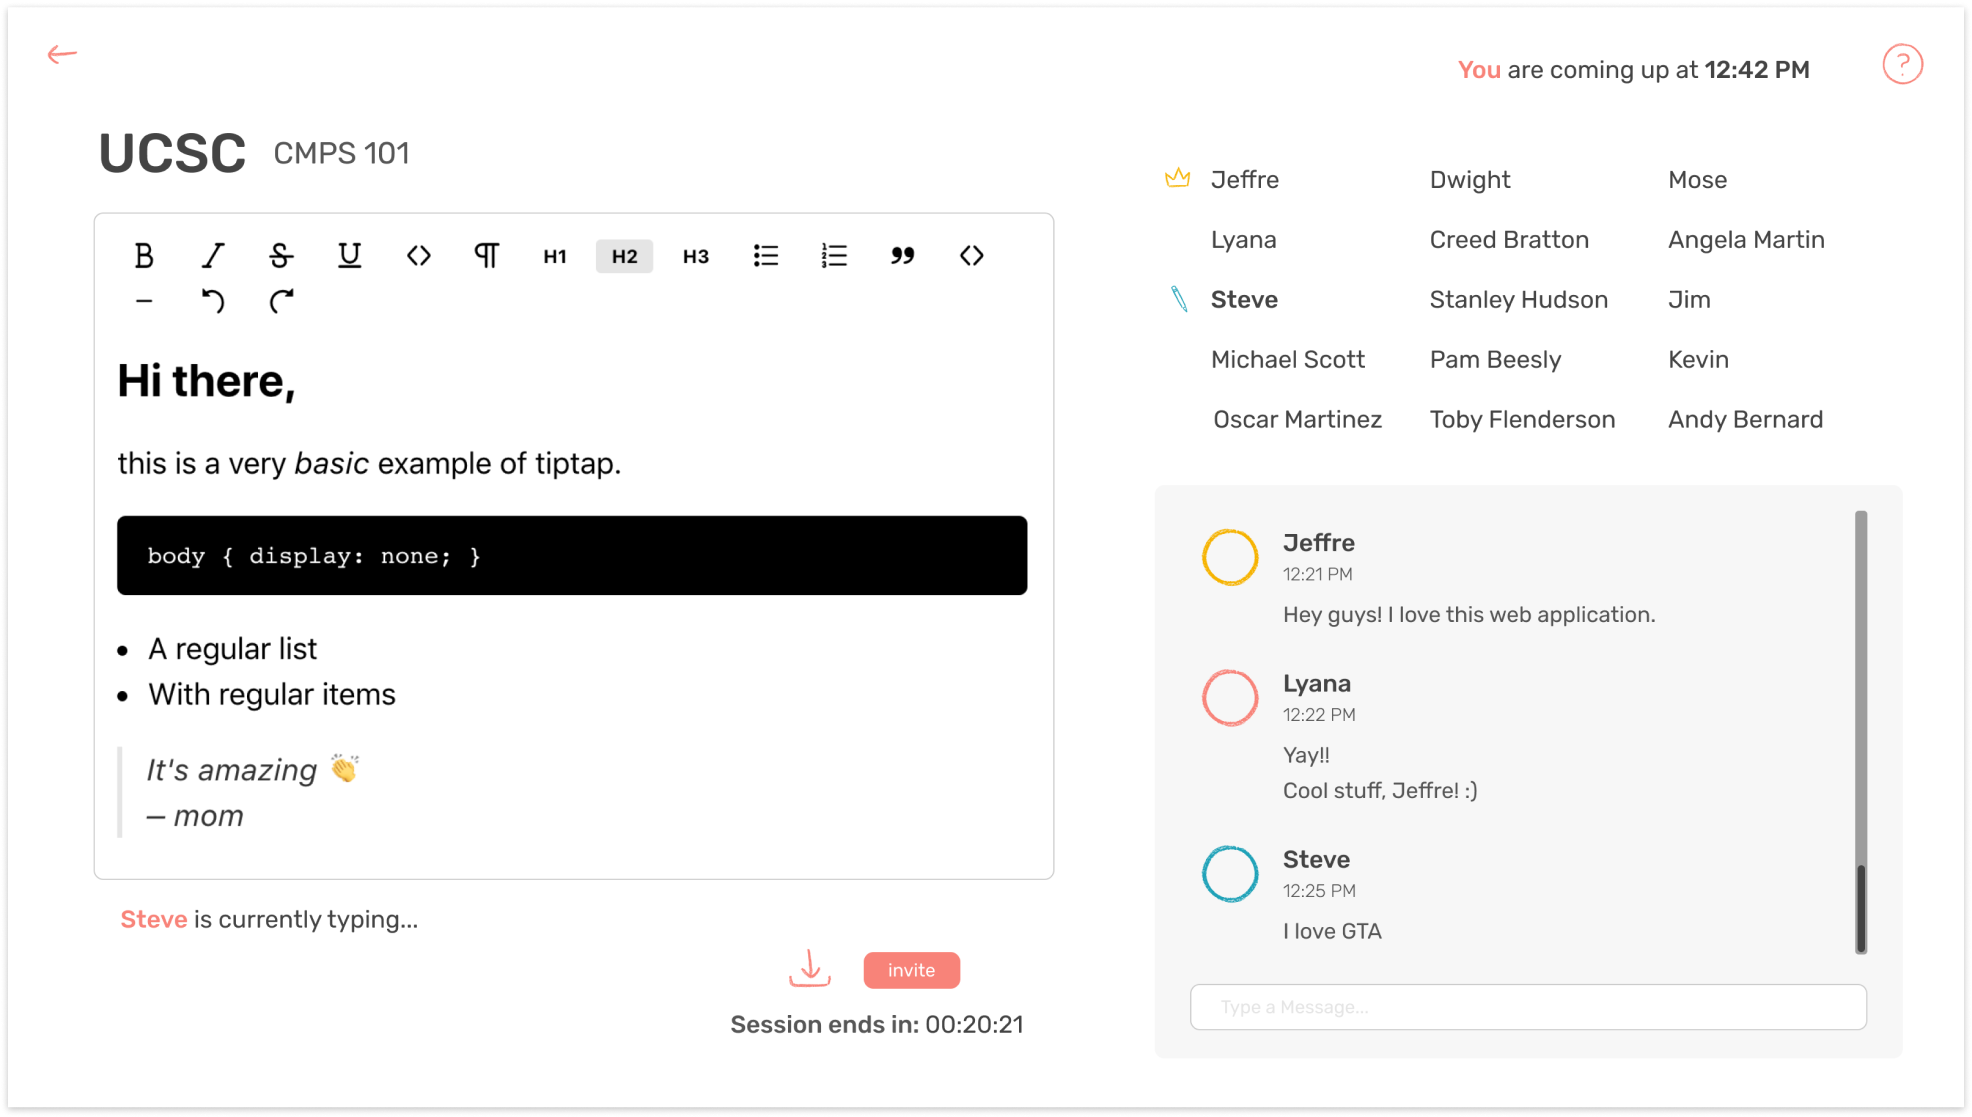 You are coming up at 12:42 PM
?
UCSC CMPS 101
B I S U <> ¶ H1 H2 H3 ❞ <>
Hi there,
this is a very basic example of tiptap.
body { display: none; }
• A regular list
• With regular items
It's amazing 👏
– mom
Steve is currently typing...
invite
Session ends in: 00:20:21
Jeffre Dwight Mose
Lyana Creed Bratton Angela Martin
Steve Stanley Hudson Jim
Michael Scott Pam Beesly Kevin
Oscar Martinez Toby Flenderson Andy Bernard
Jeffre
12:21 PM
Hey guys! I love this web application.
Lyana
12:22 PM
Yay!!
Cool stuff, Jeffre! :)
Steve
12:25 PM
I love GTA
Type a Message...